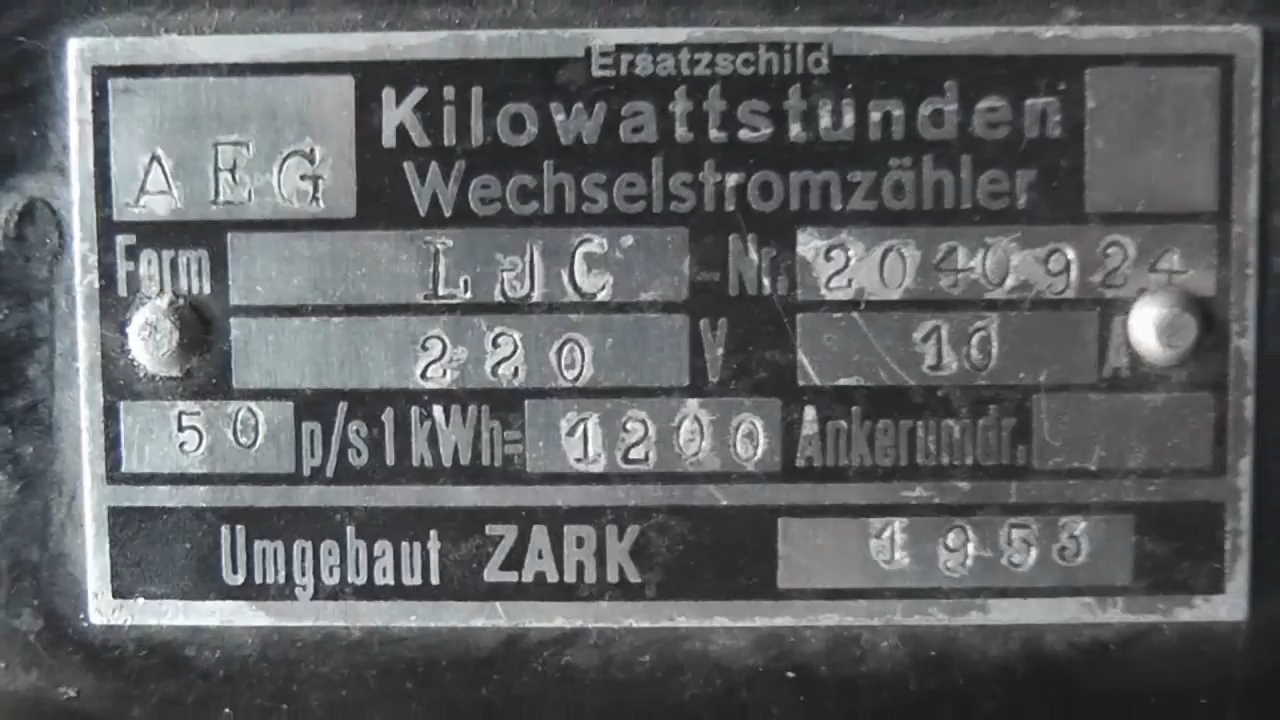 Ersatzschild
AEG Kilowattstunden
Wechselstromzähler
Form LJC Nr. 2040924
220 V 10 A
50 p/s 1 kWh= 1200 Ankerumdr.
Umgebaut ZARK 1953